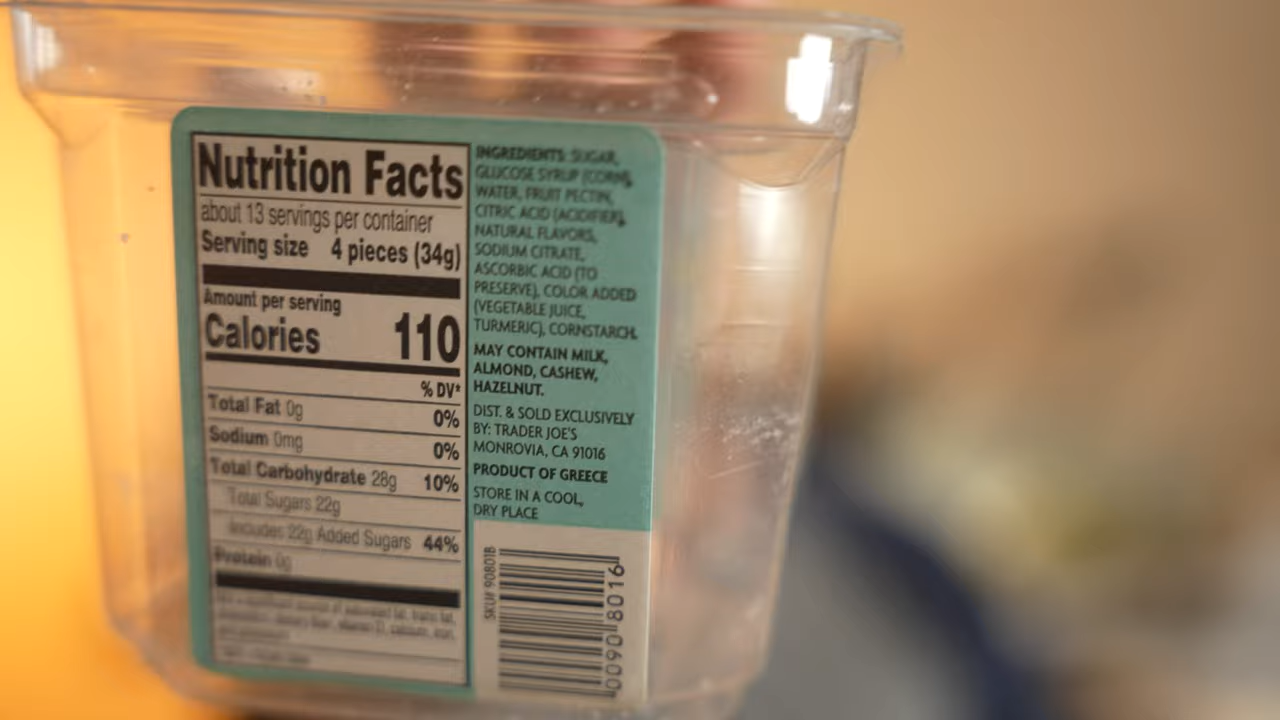 Nutrition Facts
about 13 servings per container
Serving size 4 pieces (34g)
Amount per serving
Calories 110
% DV*
Total Fat 0g 0%
Sodium 0mg 0%
Total Carbohydrate 28g 10%
Total Sugars 22g
Includes 22g Added Sugars 44%
Protein 0g
INGREDIENTS: SUGAR,
GLUCOSE SYRUP (CORN),
WATER, FRUIT PECTIN,
CITRIC ACID (ACIDIFIER),
NATURAL FLAVORS,
SODIUM CITRATE,
ASCORBIC ACID (TO
PRESERVE), COLOR ADDED
(VEGETABLE JUICE,
TURMERIC), CORNSTARCH.
MAY CONTAIN MILK,
ALMOND, CASHEW,
HAZELNUT.
DIST. & SOLD EXCLUSIVELY
BY: TRADER JOE'S
MONROVIA, CA 91016
PRODUCT OF GREECE
STORE IN A COOL,
DRY PLACE
SKU# 90801B
0090 8016